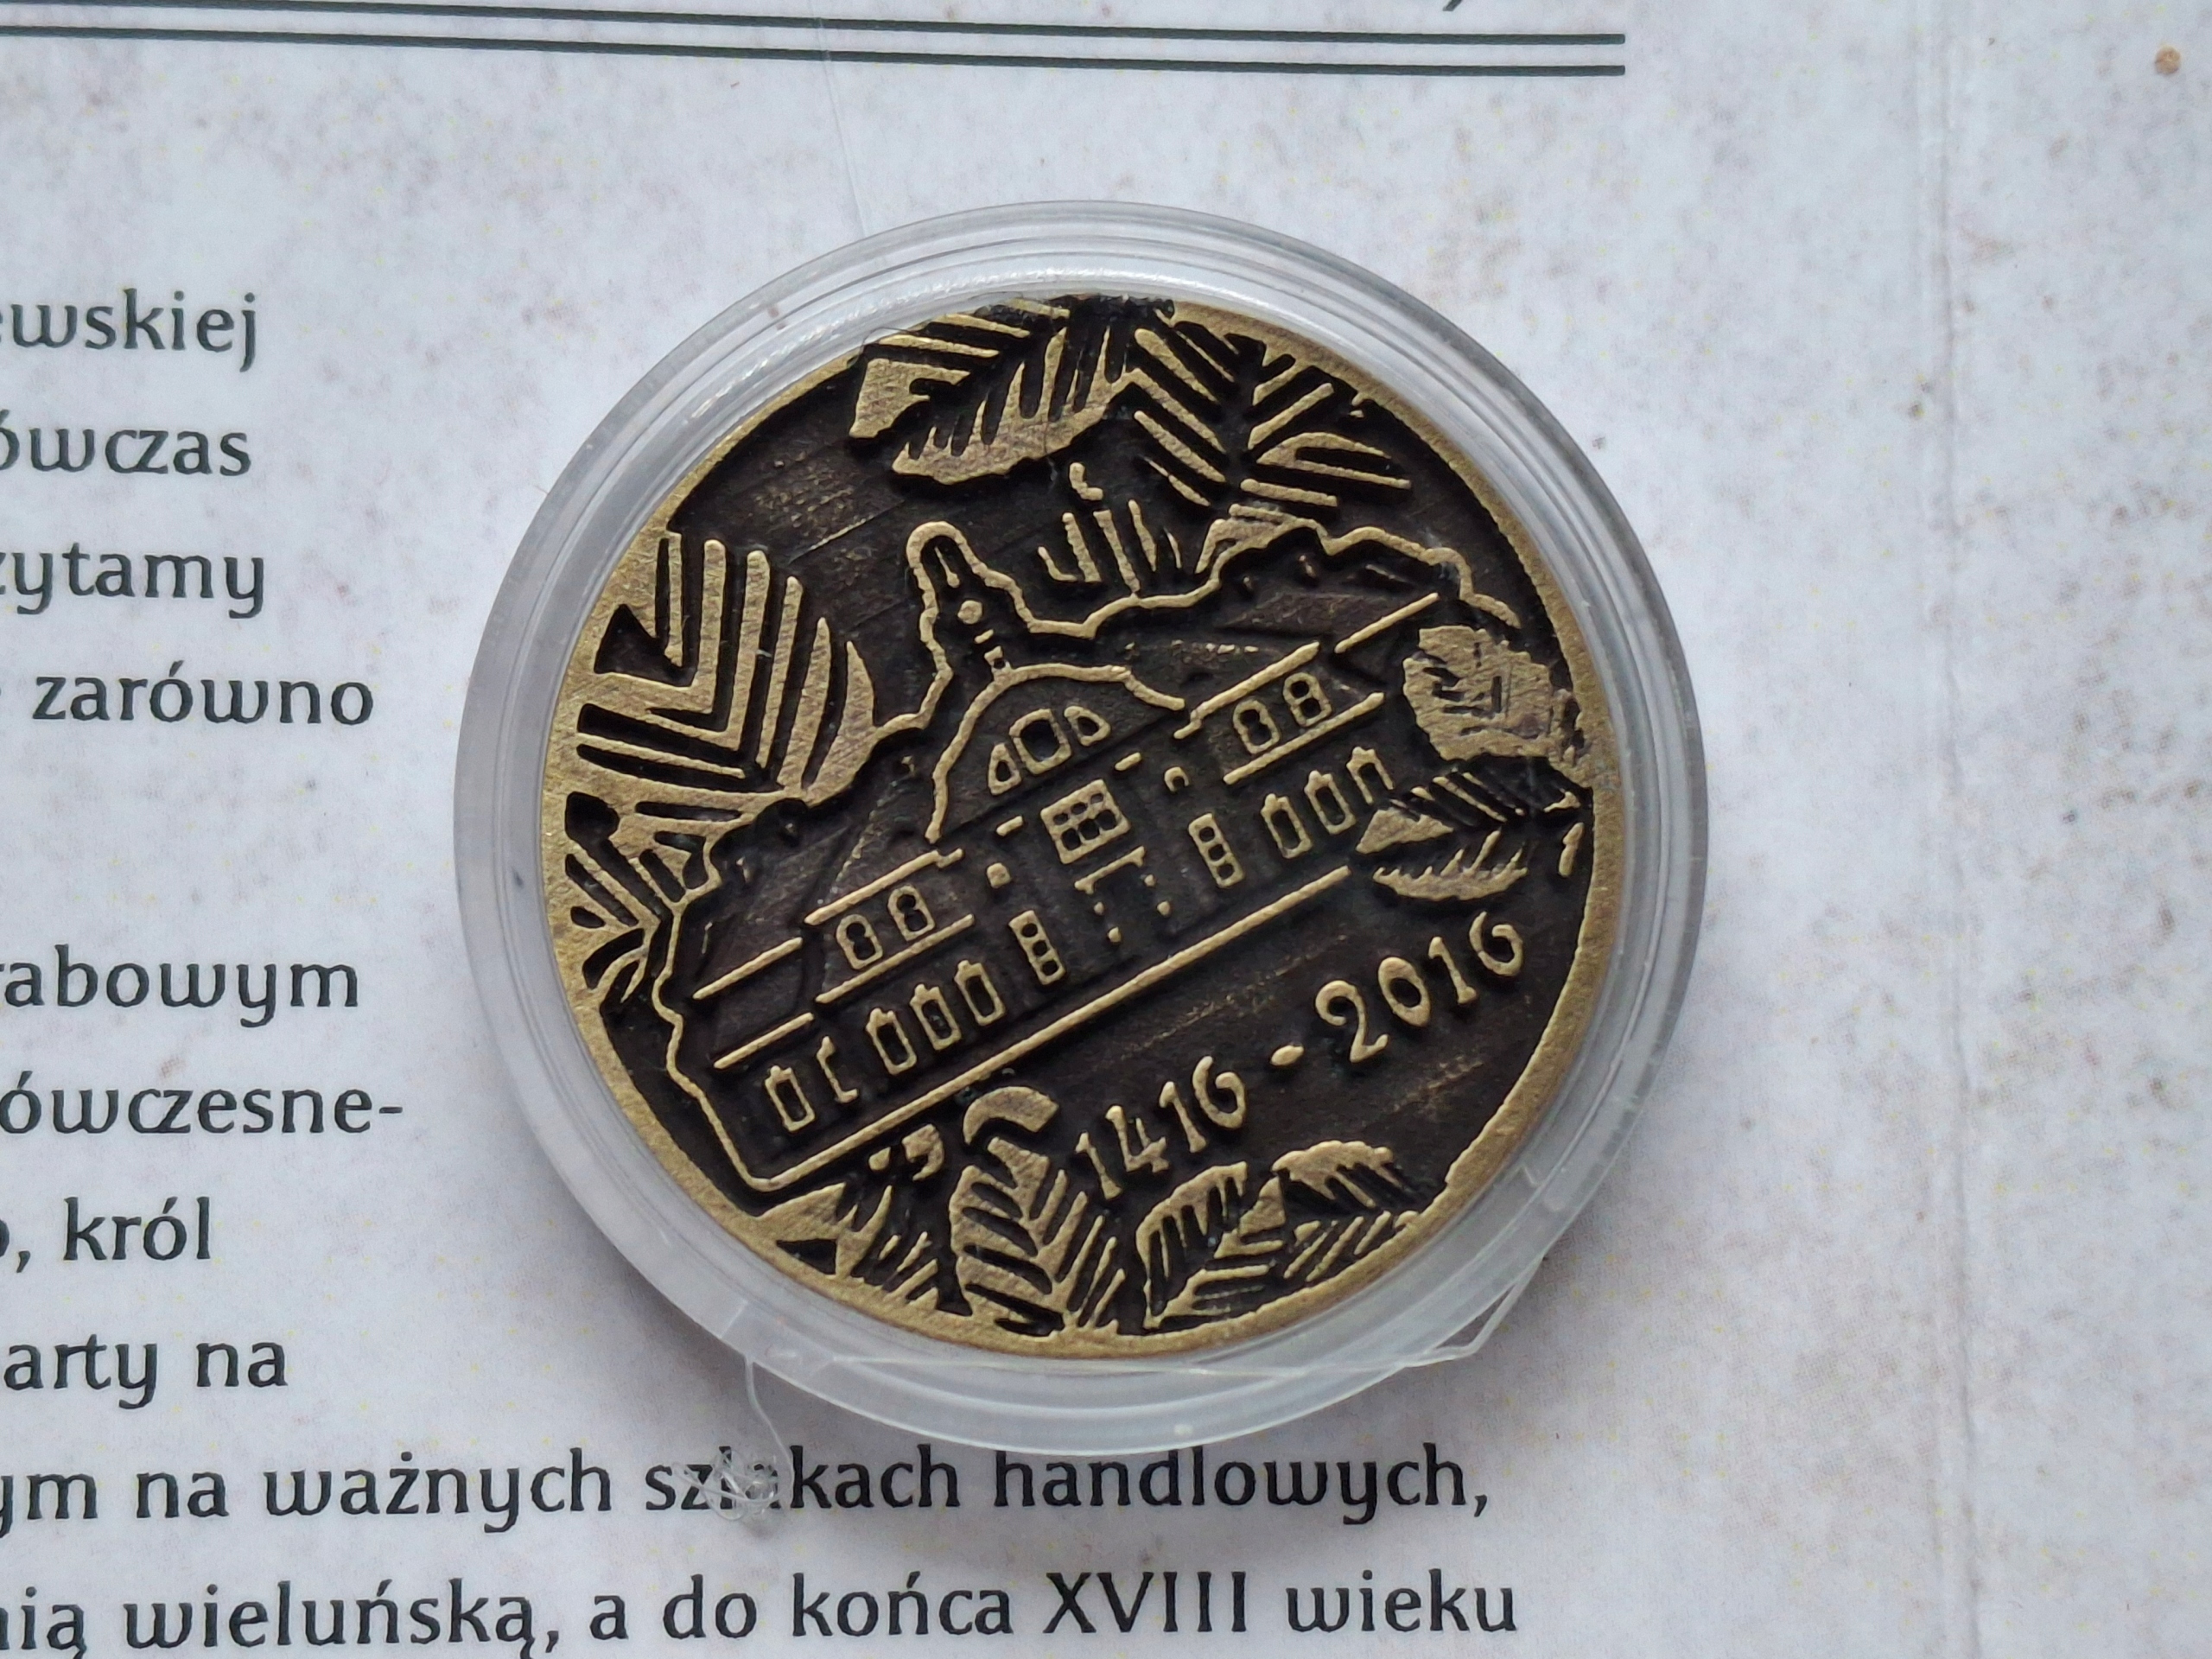 ewskiej
ówczas
zytamy
zarówno
rabowym
ówczesne-
, król
arty na
ym na ważnych szlakach handlowych,
nią wieluńską, a do końca XVIII wieku
1416 - 2016